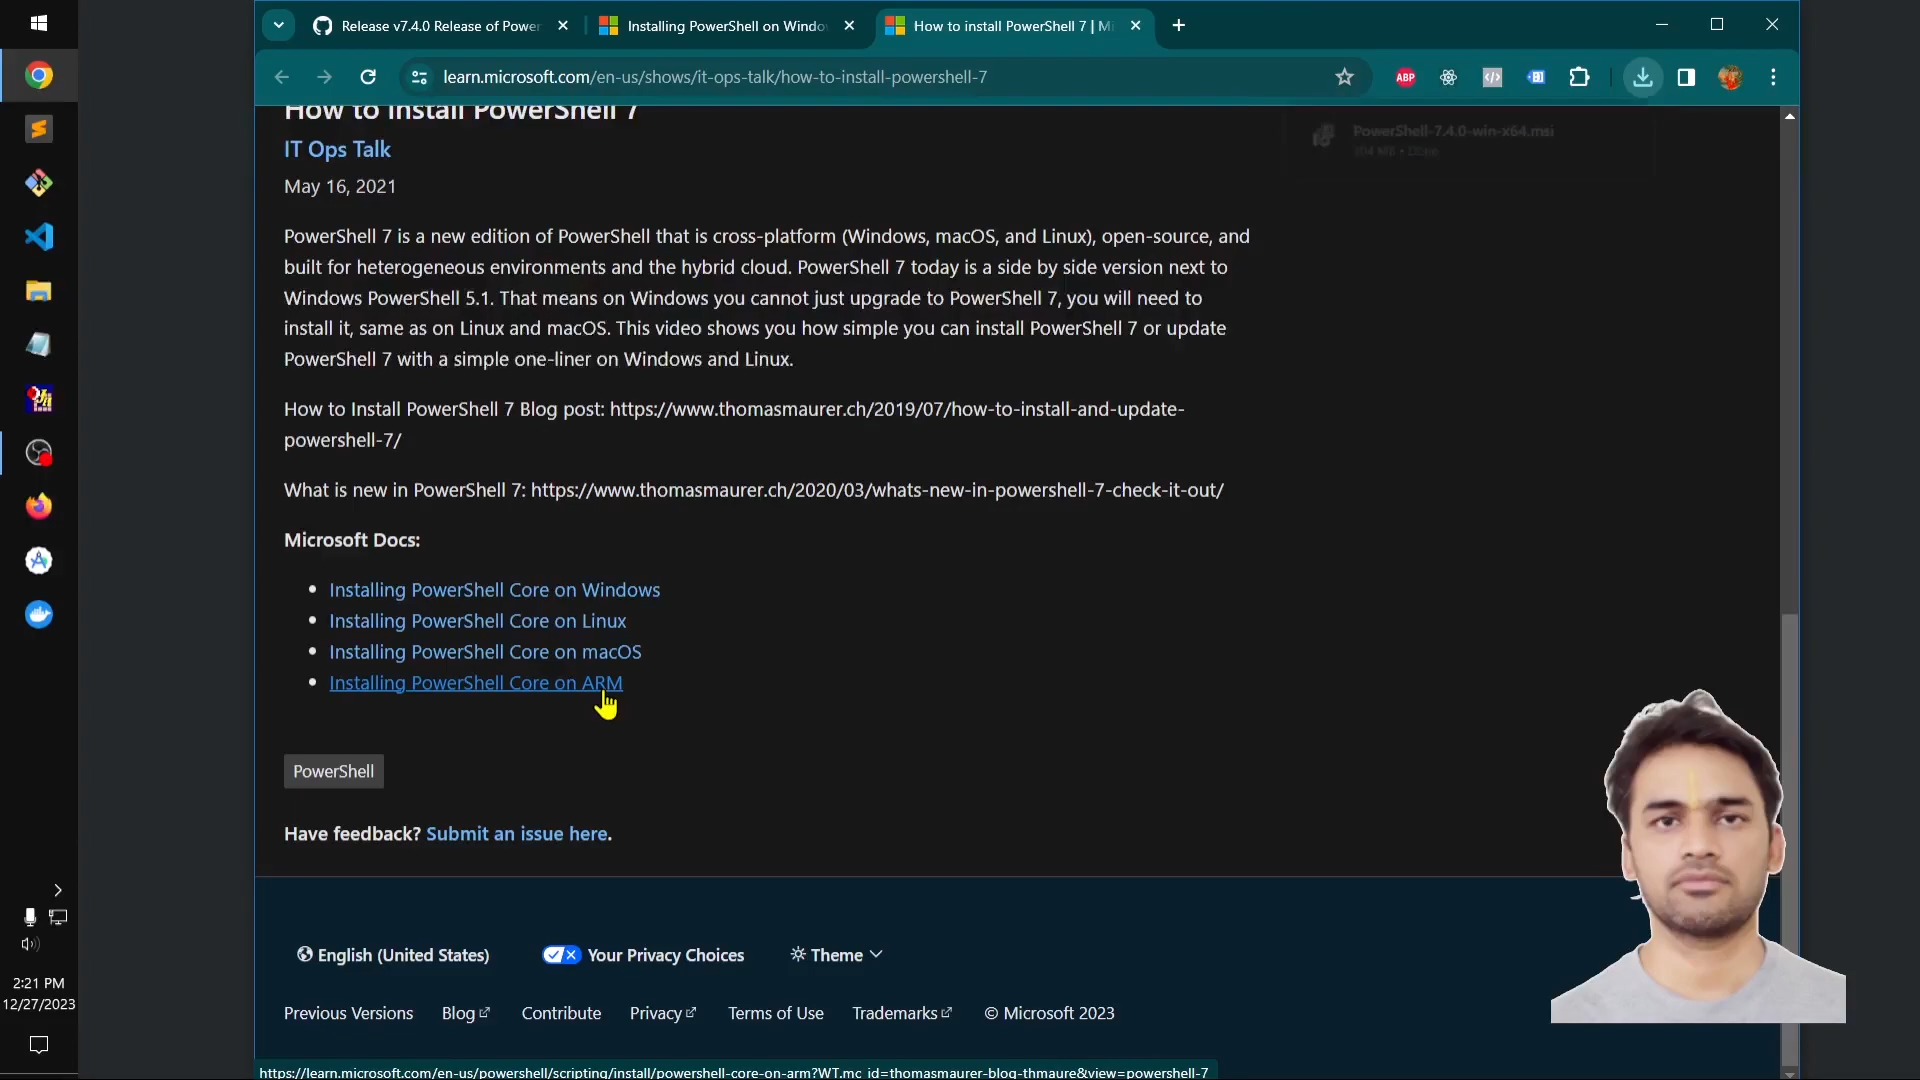 Release v7.4.0 Release of Power
Installing PowerShell on Windo
How to install PowerShell 7 | Mi
learn.microsoft.com/en-us/shows/it-ops-talk/how-to-install-powershell-7
ABP
How to Install PowerShell 7
PowerShell-7.4.0-win-x64.msi
104 MB • Done
IT Ops Talk
May 16, 2021
PowerShell 7 is a new edition of PowerShell that is cross-platform (Windows, macOS, and Linux), open-source, and
built for heterogeneous environments and the hybrid cloud. PowerShell 7 today is a side by side version next to
Windows PowerShell 5.1. That means on Windows you cannot just upgrade to PowerShell 7, you will need to
install it, same as on Linux and macOS. This video shows you how simple you can install PowerShell 7 or update
PowerShell 7 with a simple one-liner on Windows and Linux.
How to Install PowerShell 7 Blog post: https://www.thomasmaurer.ch/2019/07/how-to-install-and-update-
powershell-7/
What is new in PowerShell 7: https://www.thomasmaurer.ch/2020/03/whats-new-in-powershell-7-check-it-out/
Microsoft Docs:
Installing PowerShell Core on Windows
Installing PowerShell Core on Linux
Installing PowerShell Core on macOS
Installing PowerShell Core on ARM
PowerShell
Have feedback? Submit an issue here.
English (United States) Your Privacy Choices Theme
Previous Versions Blog Contribute Privacy Terms of Use Trademarks © Microsoft 2023
https://learn.microsoft.com/en-us/powershell/scripting/install/powershell-core-on-arm?WT.mc_id=thomasmaurer-blog-thmaure&view=powershell-7
2:21 PM
12/27/2023